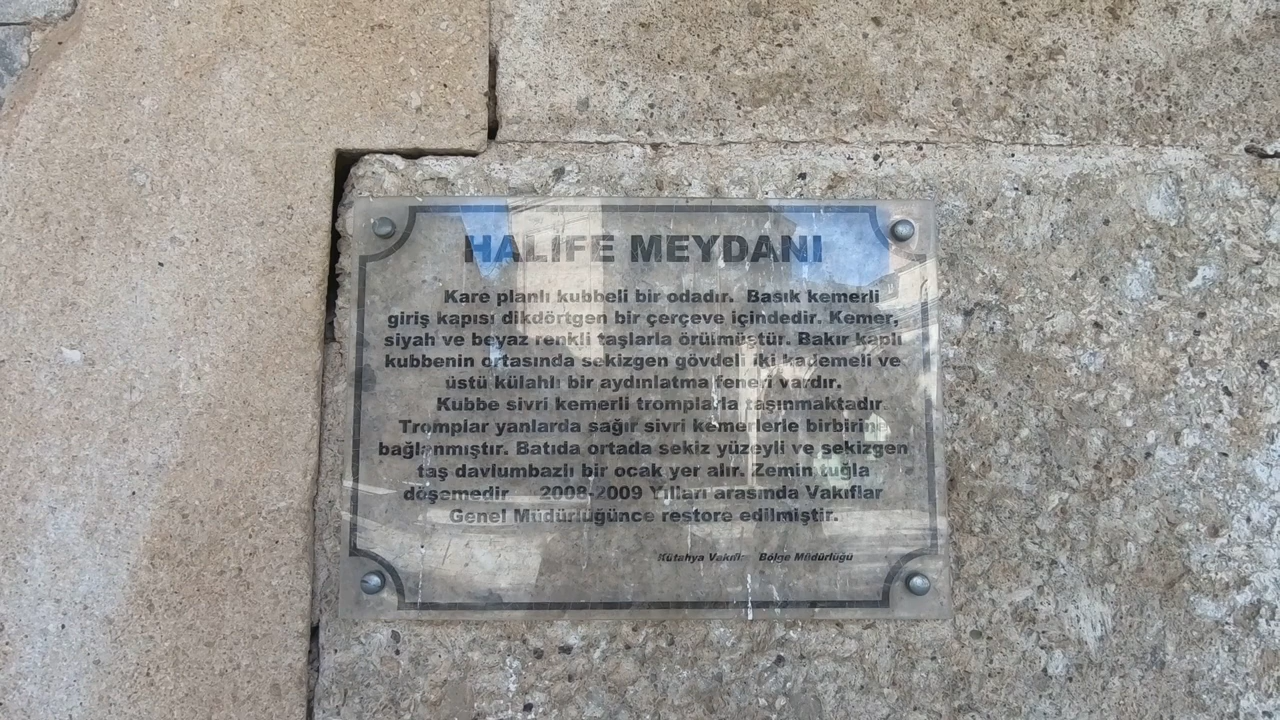 HALIFE MEYDANI
Kare planlı kubbeli bir odadır. Basık kemerli
giriş kapısı dikdörtgen bir çerçeve içindedir. Kemer,
siyah ve beyaz renkli taşlarla örülmüştür. Bakır kaplı
kubbenin ortasında sekizgen gövdeli iki kademeli ve
üstü külahlı bir aydınlatma feneri vardır.
Kubbe sivri kemerli tromplarla taşınmaktadır.
Tromplar yanlarda sağır sivri kemerlerle birbirine
bağlanmıştır. Batıda ortada sekiz yüzeyli ve sekizgen
taş davlumbazlı bir ocak yer alır. Zemin tuğla
döşemedir 2008-2009 Yılları arasında Vakıflar
Genel Müdürlüğünce restore edilmiştir.
Kütahya Vakıflar Bölge Müdürlüğü